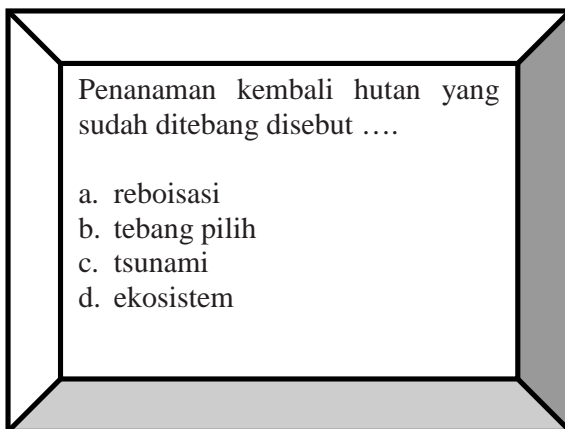 Penanaman kembali hutan yang
sudah ditebang disebut ….
a. reboisasi
b. tebang pilih
c. tsunami
d. ekosistem